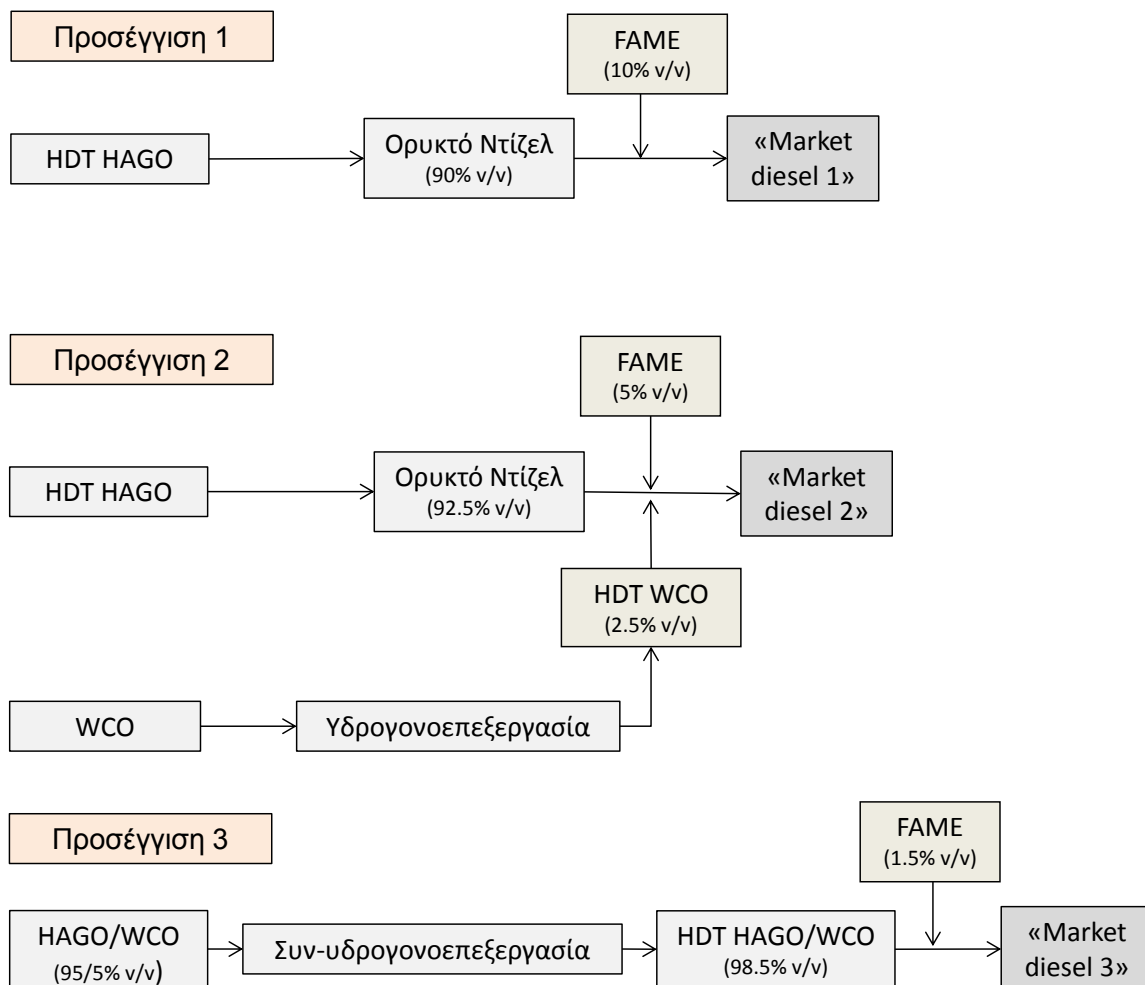 Προσέγγιση 1
FAME
(10% v/v)
HDT HAGO
Ορυκτό Ντίζελ
(90% v/v)
«Market
diesel 1»
Προσέγγιση 2
FAME
(5% v/v)
HDT HAGO
Ορυκτό Ντίζελ
(92.5% v/v)
«Market
diesel 2»
HDT WCO
(2.5% v/v)
WCO
Υδρογονοεπεξεργασία
Προσέγγιση 3
FAME
(1.5% v/v)
HAGO/WCO
(95/5% v/v)
Συν-υδρογονοεπεξεργασία
HDT HAGO/WCO
(98.5% v/v)
«Market
diesel 3»